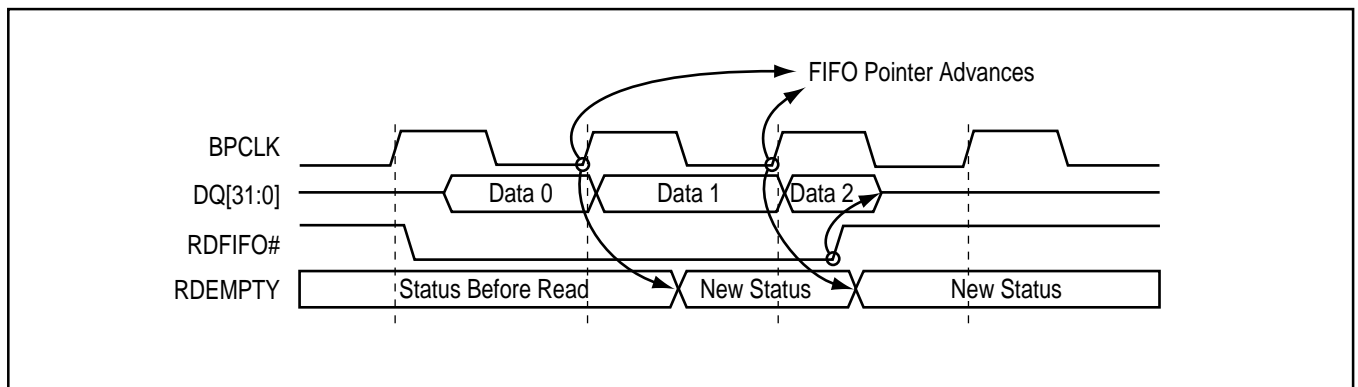 FIFO Pointer Advances
BPCLK
DQ[31:0] Data 0 Data 1 Data 2
RDFIFO#
RDEMPTY Status Before Read New Status New Status